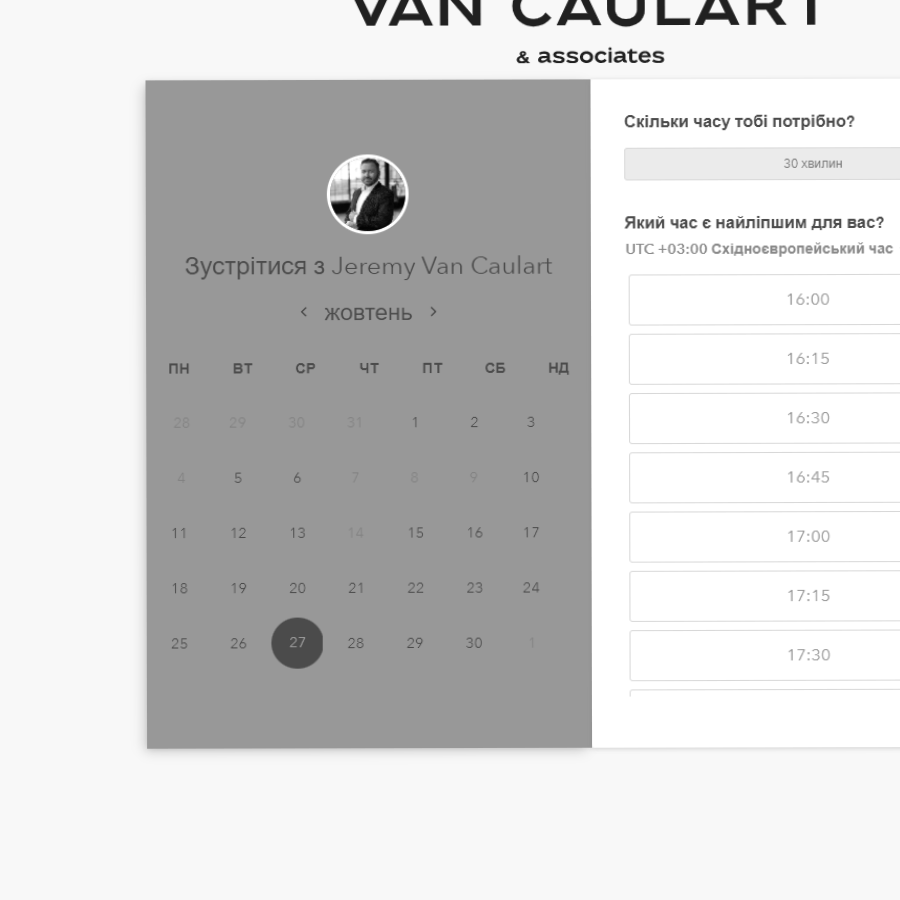 VAN CAULART
& associates
Зустрітися з Jeremy Van Caulart
жовтень
ПН ВТ СР ЧТ ПТ СБ НД
28 29 30 31 1 2 3
4 5 6 7 8 9 10
11 12 13 14 15 16 17
18 19 20 21 22 23 24
25 26 27 28 29 30 1
Скільки часу тобі потрібно?
30 хвилин
Який час є найліпшим для вас?
UTC +03:00 Східноєвропейський час
16:00
16:15
16:30
16:45
17:00
17:15
17:30